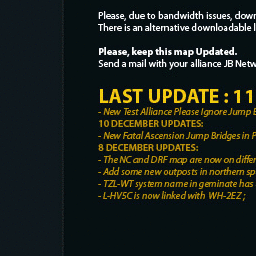 Please, due to bandwidth issues, down
There is an alternative downloadable l
Please, keep this map Updated.
Send a mail with your alliance JB Netw
LAST UPDATE : 11
- New Test Alliance Please Ignore Jump B
10 DECEMBER UPDATES:
- New Fatal Ascension Jump Bridges in P
8 DECEMBER UPDATES:
- The NC and DRF map are now on differ
- Add some new outposts in northern sp
- TZL-WT system name in geminate has
- L-HV5C is now linked with WH-2EZ ;